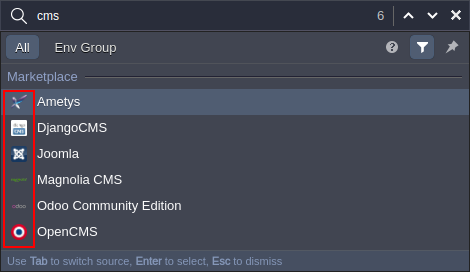 cms 6
All Env Group
Marketplace
Ametys
DjangoCMS
Joomla
Magnolia CMS
Odoo Community Edition
OpenCMS
Use Tab to switch source, Enter to select, Esc to dismiss